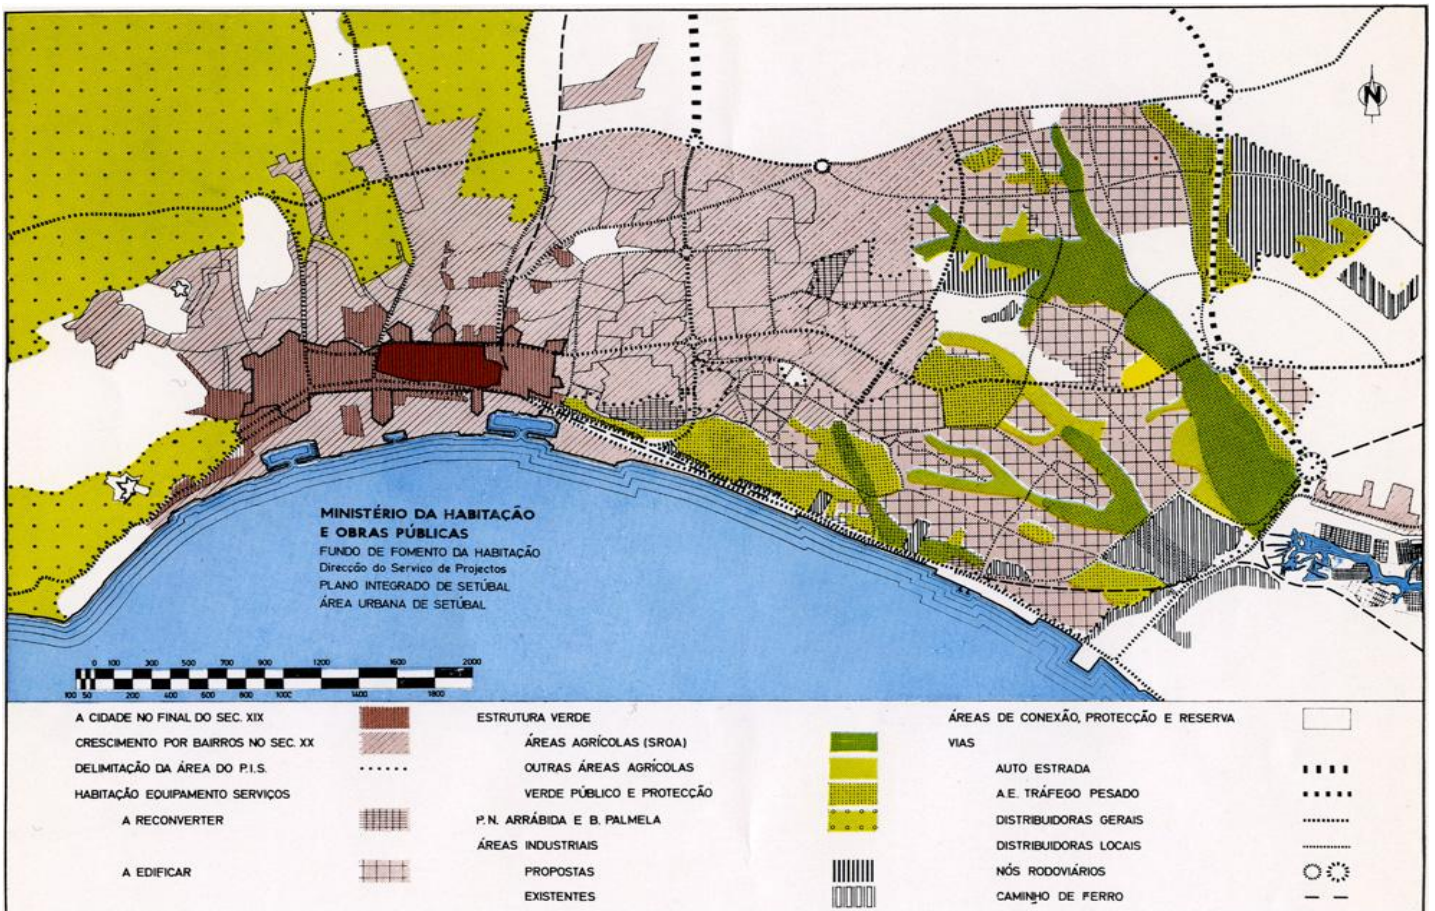 N
MINISTÉRIO DA HABITAÇÃO
E OBRAS PÚBLICAS
FUNDO DE FOMENTO DA HABITAÇÃO
Direcção do Serviço de Projectos
PLANO INTEGRADO DE SETÚBAL
ÁREA URBANA DE SETÚBAL
0 100 300 500 700 900 1200 1600 2000
100 50 200 400 600 800 1000 1400 1800
A CIDADE NO FINAL DO SEC. XIX
CRESCIMENTO POR BAIRROS NO SEC. XX
DELIMITAÇÃO DA ÁREA DO P.I.S.
HABITAÇÃO EQUIPAMENTO SERVIÇOS
A RECONVERTER
A EDIFICAR
ESTRUTURA VERDE
ÁREAS AGRÍCOLAS (SROA)
OUTRAS ÁREAS AGRÍCOLAS
VERDE PÚBLICO E PROTECÇÃO
P.N. ARRÁBIDA E B. PALMELA
ÁREAS INDUSTRIAIS
PROPOSTAS
EXISTENTES
ÁREAS DE CONEXÃO, PROTECÇÃO E RESERVA
VIAS
AUTO ESTRADA
A.E. TRÁFEGO PESADO
DISTRIBUIDORAS GERAIS
DISTRIBUIDORAS LOCAIS
NÓS RODOVIÁRIOS
CAMINHO DE FERRO